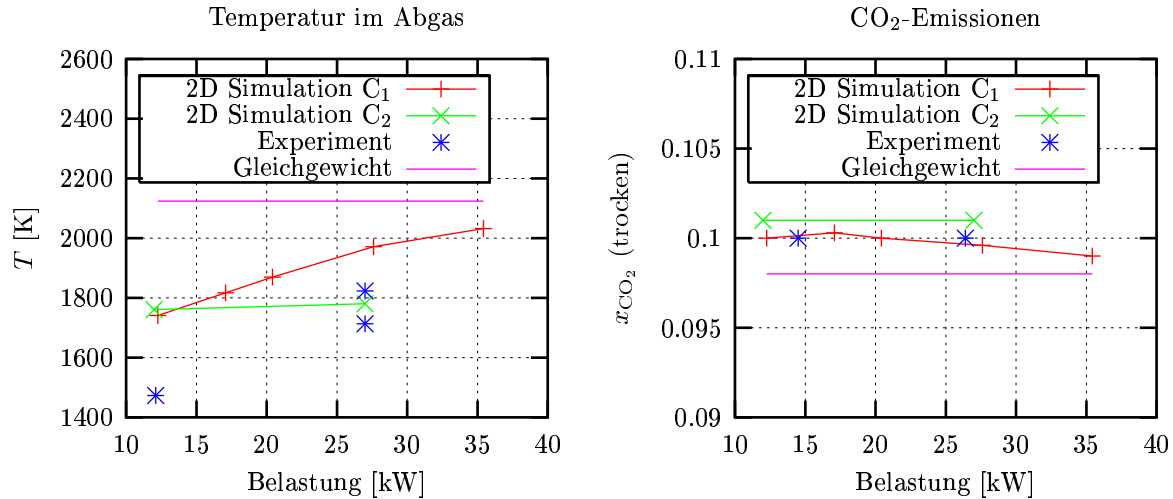 Temperatur im Abgas
2600
2400
2200
2000
1800
1600
1400
T [K]
2D Simulation C₁
2D Simulation C₂
Experiment
Gleichgewicht
10 15 20 25 30 35 40
Belastung [kW]
CO₂-Emissionen
0.11
0.105
0.1
0.095
0.09
x_CO₂ (trocken)
2D Simulation C₁
2D Simulation C₂
Experiment
Gleichgewicht
10 15 20 25 30 35 40
Belastung [kW]